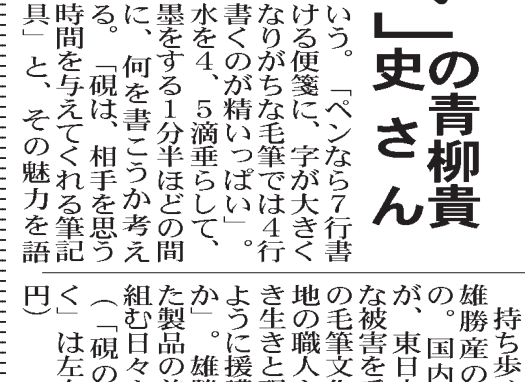 」の青柳貴
史さん
いう。「ペンなら7行書
ける便箋に、字が大きく
なりがちな毛筆では4行
書くのが精いっぱい」。
水を4、5滴垂らして、
墨をする1分半ほどの間
に、何を書こうか考え
る。「硯は、相手を思う
時間を与えてくれる筆記
具」と、その魅力を語
持ち歩
雄勝産の
の。国内
が、東日
な被害を
の毛筆文
地の職人
き生きと
ように援
か」。雄勝
た製品の
組む日々
（「硯の
く」は左
円）